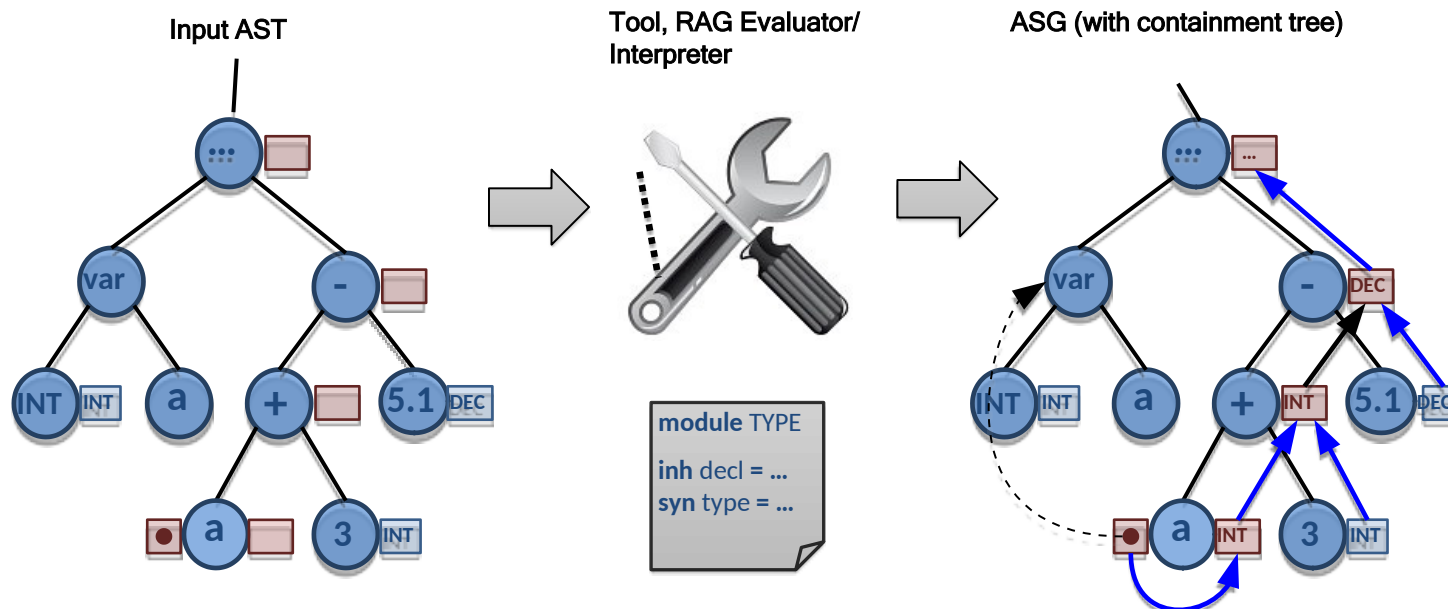 Input AST
...
var
-
INT
INT
a
+
5.1
DEC
a
3
INT
Tool, RAG Evaluator/
Interpreter
module TYPE
inh decl = ...
syn type = ...
ASG (with containment tree)
...
...
var
-
DEC
INT
INT
a
+
INT
5.1
DEC
a
INT
3
INT